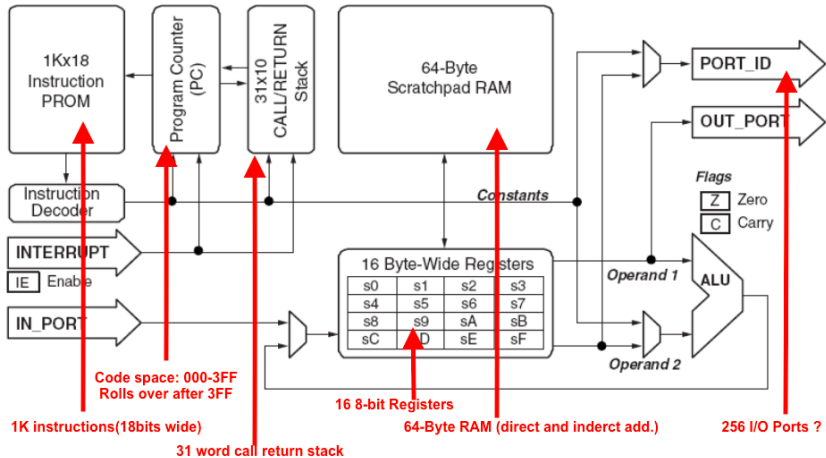 1Kx18
Instruction
PROM
Program Counter
(PC)
31x10
CALL/RETURN
Stack
64-Byte
Scratchpad RAM
PORT_ID
OUT_PORT
Instruction
Decoder
Constants
Flags
Z Zero
C Carry
INTERRUPT
IE Enable
IN_PORT
16 Byte-Wide Registers
s0 s1 s2 s3
s4 s5 s6 s7
s8 s9 sA sB
sC D sE sF
Operand 1
ALU
Operand 2
Code space: 000-3FF
Rolls over after 3FF
16 8-bit Registers
1K instructions(18bits wide)
64-Byte RAM (direct and inderct add.)
256 I/O Ports ?
31 word call return stack